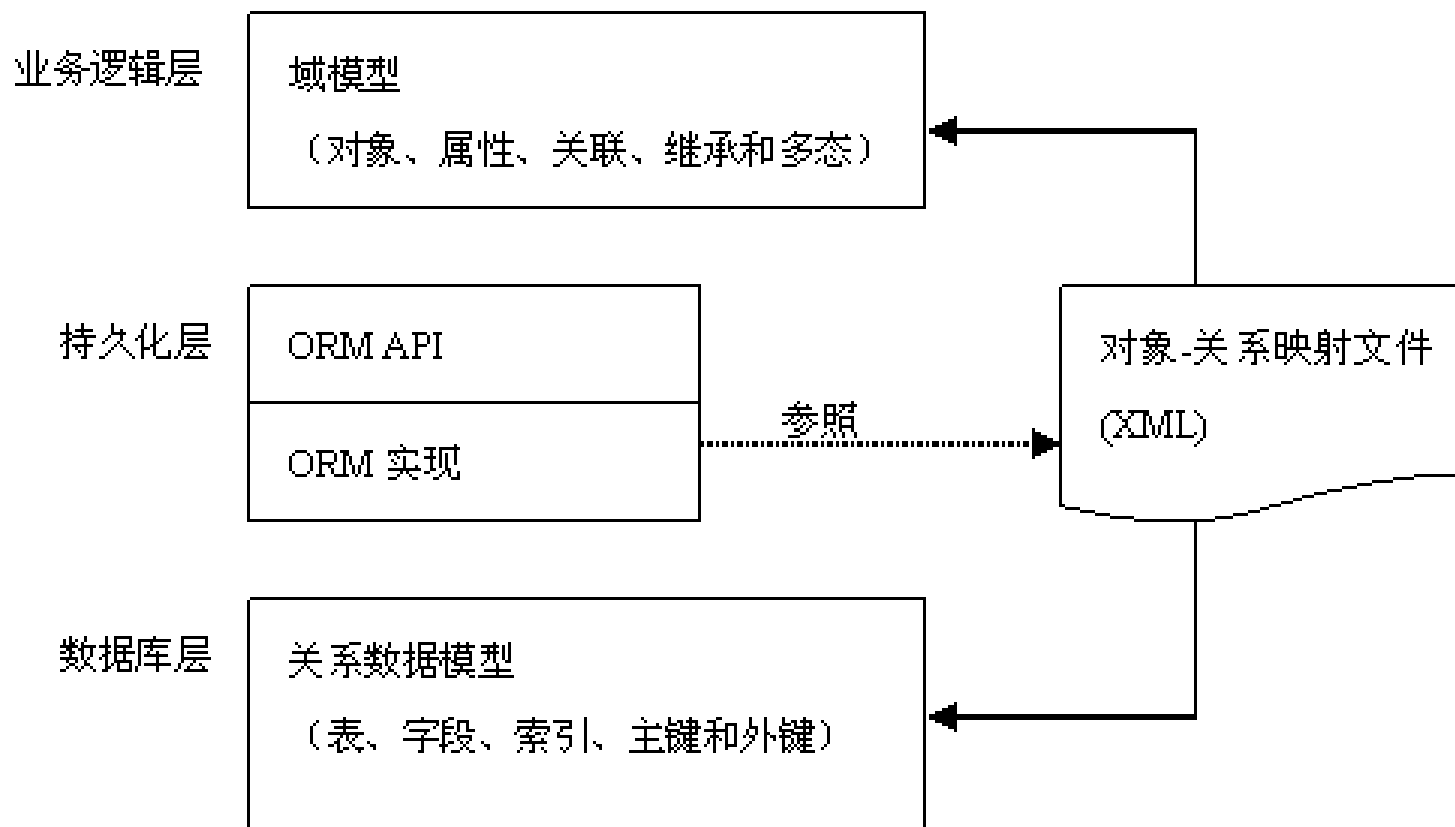 业务逻辑层
域模型
（对象、属性、关联、继承和多态）
持久化层
ORM API
ORM 实现
参照
对象-关系映射文件
(XML)
数据库层
关系数据模型
（表、字段、索引、主键和外键）